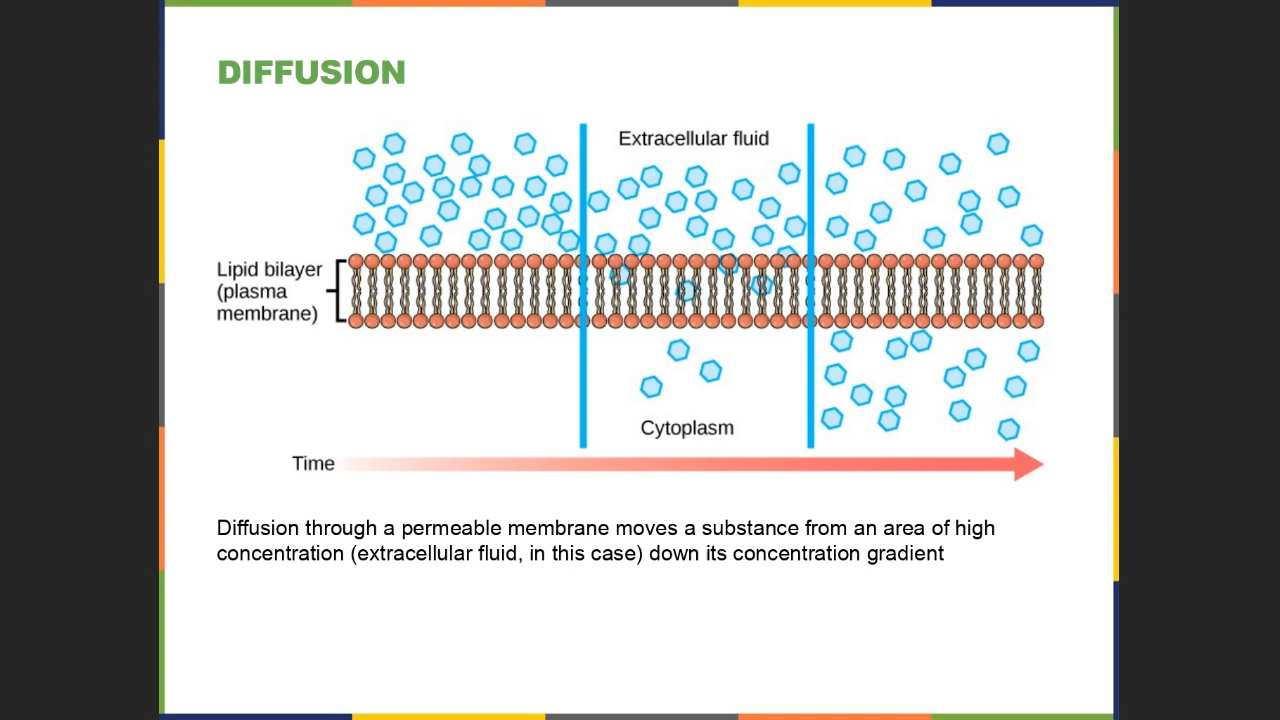 DIFFUSION
Extracellular fluid
Lipid bilayer
(plasma
membrane)
Cytoplasm
Time
Diffusion through a permeable membrane moves a substance from an area of high
concentration (extracellular fluid, in this case) down its concentration gradient